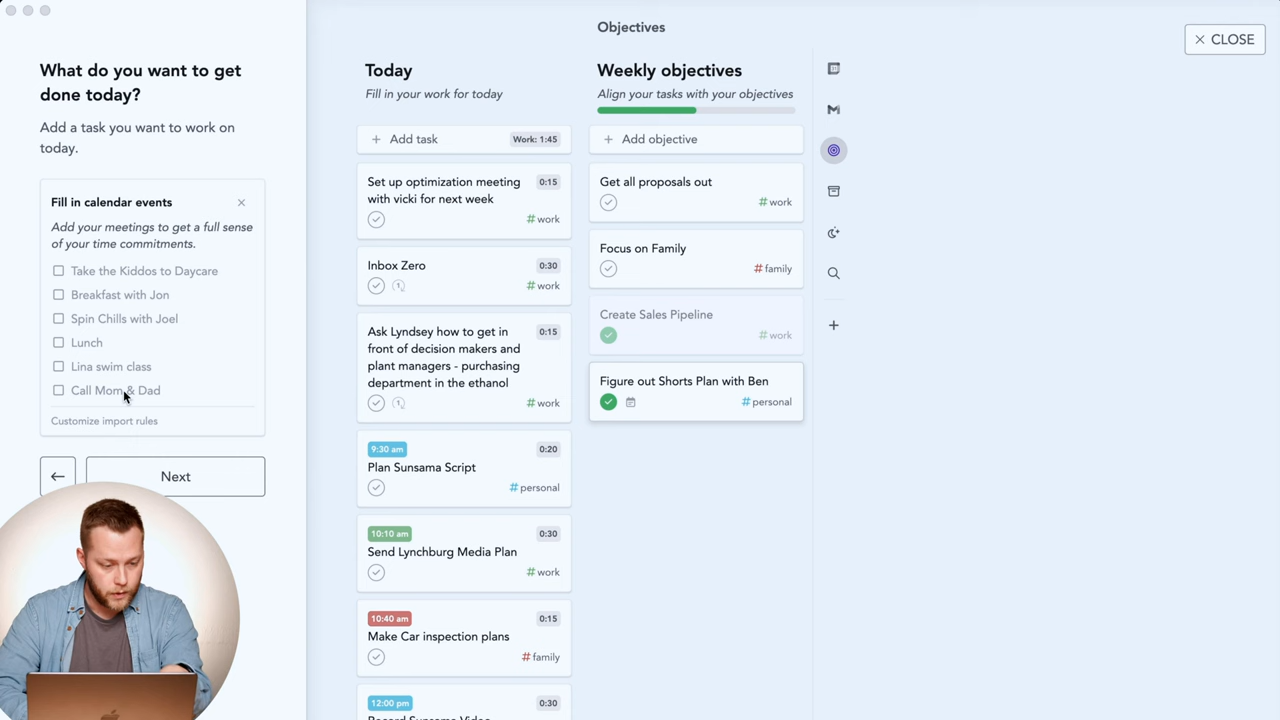 Objectives
CLOSE
What do you want to get
done today?
Add a task you want to work on
today.
Fill in calendar events
Add your meetings to get a full sense
of your time commitments.
Take the Kiddos to Daycare
Breakfast with Jon
Spin Chills with Joel
Lunch
Lina swim class
Call Mom & Dad
Customize import rules
Next
Today
Fill in your work for today
Add task
Work: 1:45
Set up optimization meeting
with vicki for next week
0:15
#work
Inbox Zero
0:30
1
#work
Ask Lyndsey how to get in
front of decision makers and
plant managers - purchasing
department in the ethanol
0:15
1
#work
9:30 am
0:20
Plan Sunsama Script
#personal
10:10 am
0:30
Send Lynchburg Media Plan
#work
10:40 am
0:15
Make Car inspection plans
#family
12:00 pm
0:30
Record Sunsama Video
Weekly objectives
Align your tasks with your objectives
Add objective
Get all proposals out
#work
Focus on Family
#family
Create Sales Pipeline
#work
Figure out Shorts Plan with Ben
#personal